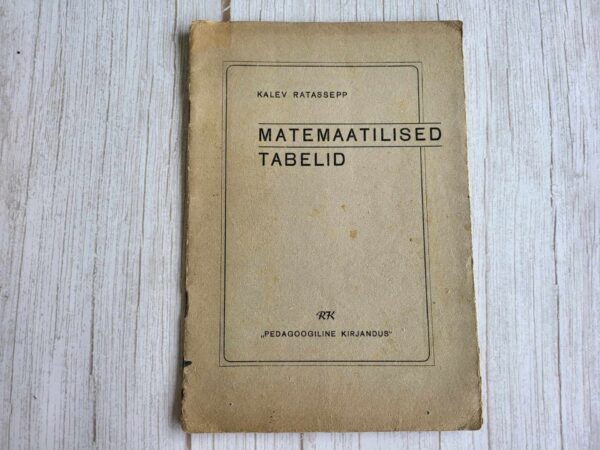 KALEV RATASSEPP
MATEMAATILISED
TABELID
RK
„PEDAGOOGILINE KIRJANDUS"